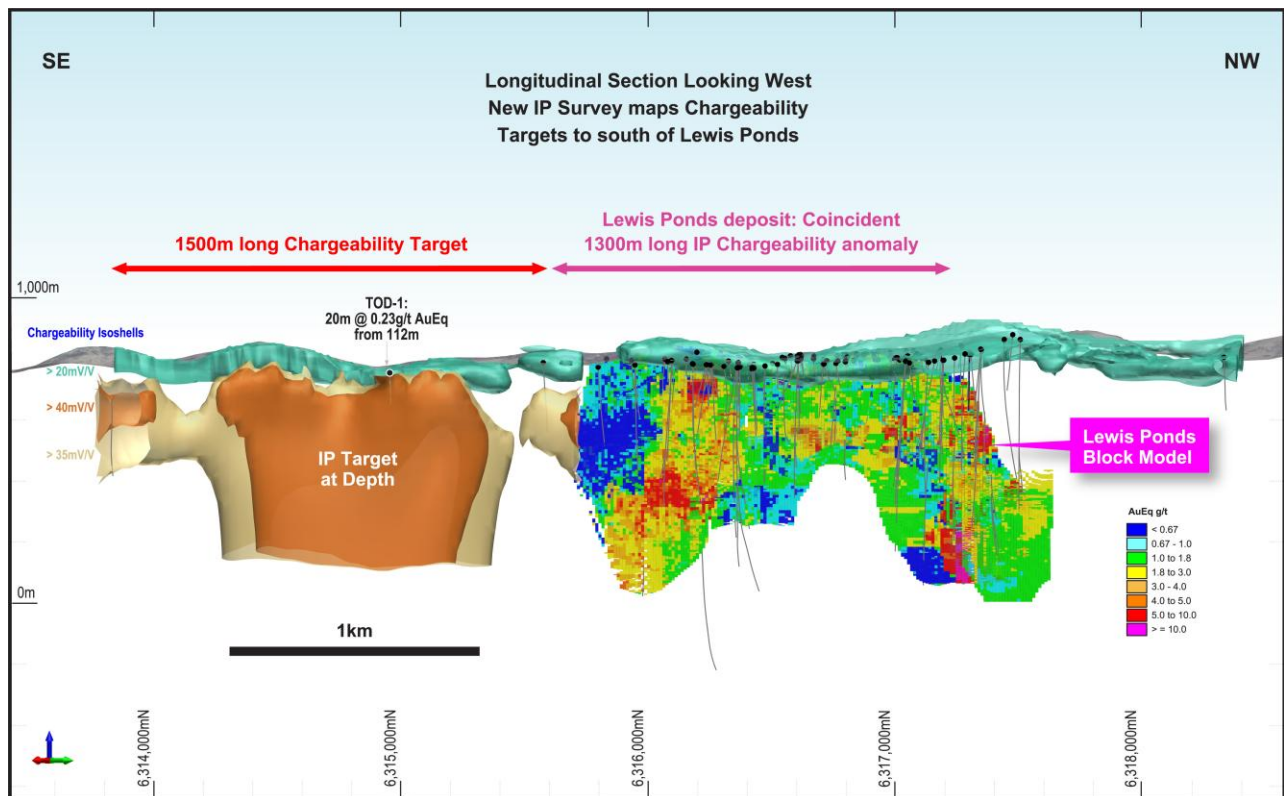 SE
NW
Longitudinal Section Looking West
New IP Survey maps Chargeability
Targets to south of Lewis Ponds
1500m long Chargeability Target
Lewis Ponds deposit: Coincident
1300m long IP Chargeability anomaly
1,000m
TOD-1:
20m @ 0.23g/t AuEq
from 112m
Chargeability Isoshells
> 20mV/V
> 40mV/V
> 35mV/V
IP Target
at Depth
Lewis Ponds
Block Model
AuEq g/t
< 0.67
0.67 - 1.0
1.0 to 1.8
1.8 to 3.0
3.0 - 4.0
4.0 to 5.0
5.0 to 10.0
> = 10.0
0m
1km
6,314,000mN
6,315,000mN
6,316,000mN
6,317,000mN
6,318,000mN